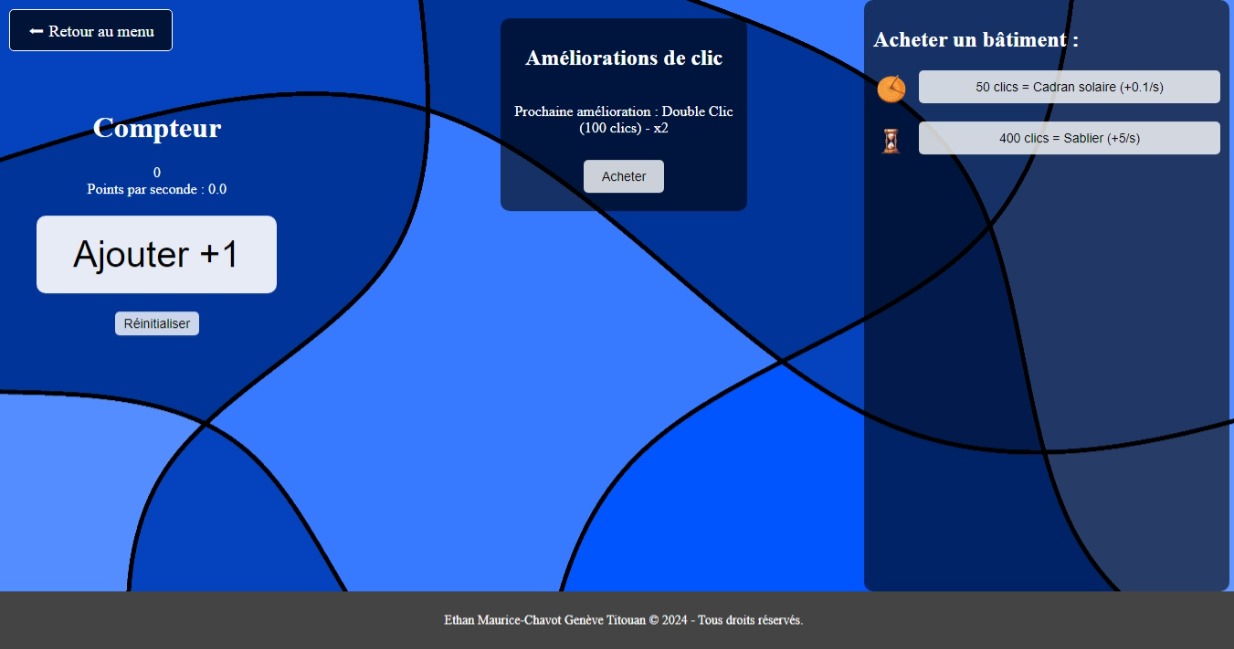 ⬅ Retour au menu
Compteur
0
Points par seconde : 0.0
Ajouter +1
Réinitialiser
Améliorations de clic
Prochaine amélioration : Double Clic
(100 clics) - x2
Acheter
Acheter un bâtiment :
50 clics = Cadran solaire (+0.1/s)
400 clics = Sablier (+5/s)
Ethan Maurice-Chavot Genève Titouan © 2024 - Tous droits réservés.